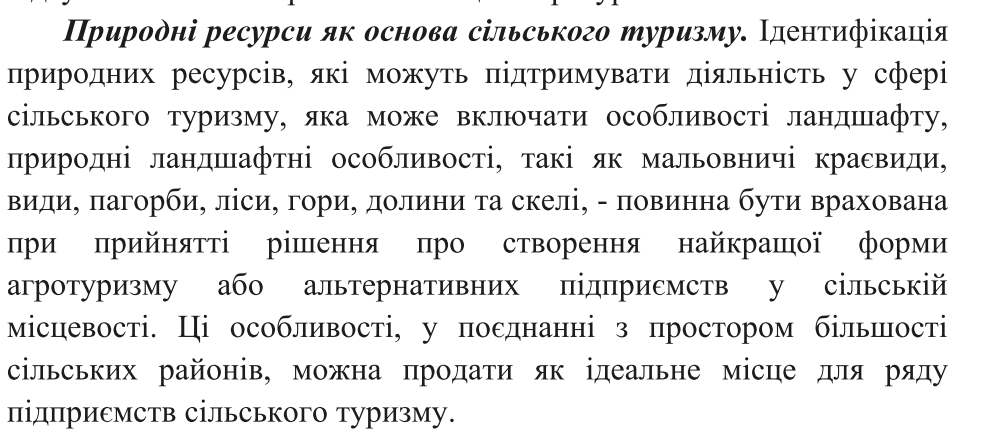 Природні ресурси як основа сільського туризму. Ідентифікація
природних ресурсів, які можуть підтримувати діяльність у сфері
сільського туризму, яка може включати особливості ландшафту,
природні ландшафтні особливості, такі як мальовничі краєвиди,
види, пагорби, ліси, гори, долини та скелі, - повинна бути врахована
при прийнятті рішення про створення найкращої форми
агротуризму або альтернативних підприємств у сільській
місцевості. Ці особливості, у поєднанні з простором більшості
сільських районів, можна продати як ідеальне місце для ряду
підприємств сільського туризму.